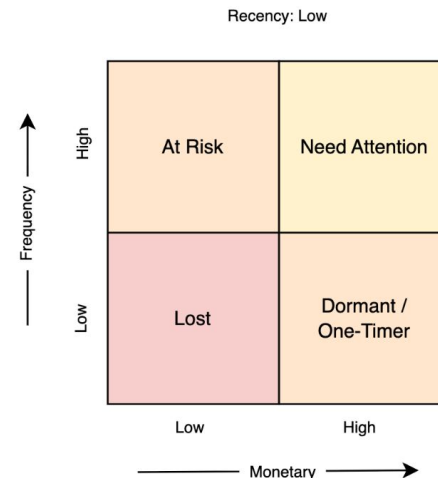 Recency: Low
High
At Risk
Need Attention
Frequency
Low
Lost
Dormant /
One-Timer
Low
High
Monetary